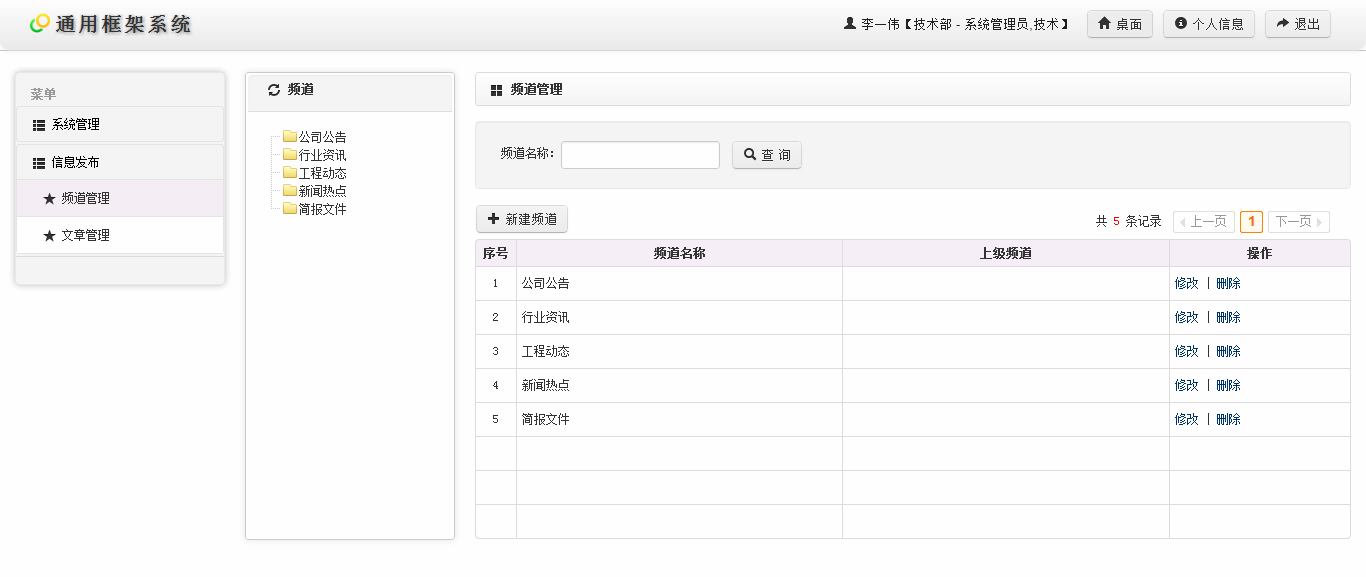 通用框架系统
李一伟【技术部 - 系统管理员,技术】 桌面 个人信息 退出
菜单
系统管理
信息发布
频道管理
文章管理
频道
公司公告
行业资讯
工程动态
新闻热点
简报文件
频道管理
频道名称： 查 询
新建频道 共 5 条记录 上一页 1 下一页
序号 频道名称 上级频道 操作
1 公司公告 修改 | 删除
2 行业资讯 修改 | 删除
3 工程动态 修改 | 删除
4 新闻热点 修改 | 删除
5 简报文件 修改 | 删除